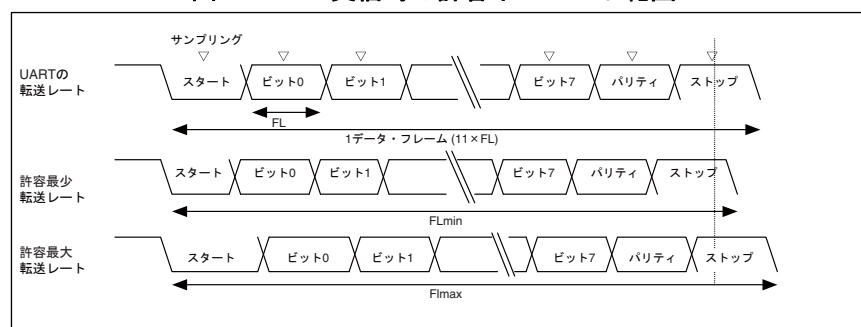 サンプリング
UARTの
転送レート
スタート ビット0 ビット1 ビット7 パリティ ストップ
FL
1データ・フレーム (11×FL)
許容最少
転送レート
スタート ビット0 ビット1 ビット7 パリティ ストップ
FLmin
許容最大
転送レート
スタート ビット0 ビット1 ビット7 パリティ ストップ
Flmax